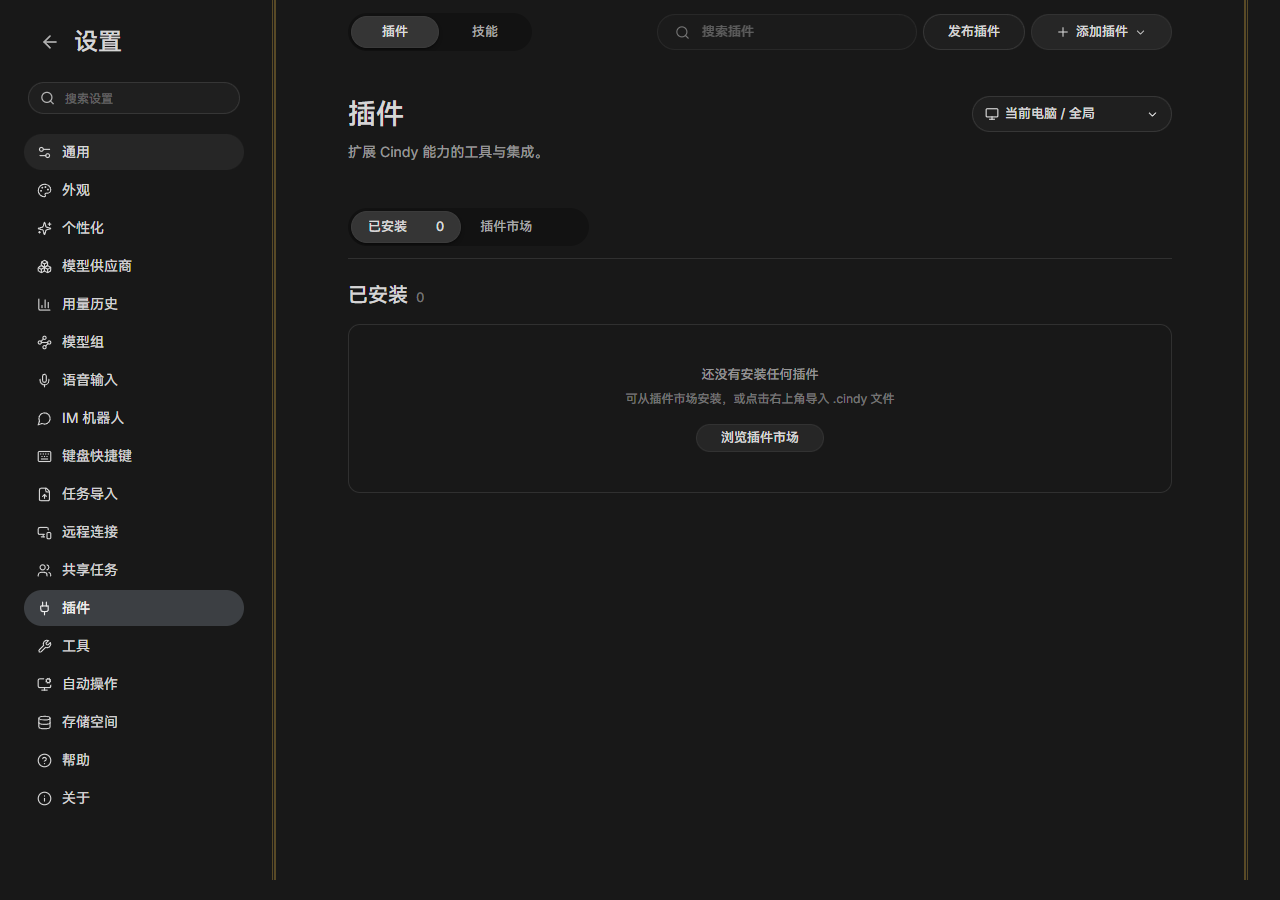 设置
搜索设置
通用
外观
个性化
模型供应商
用量历史
模型组
语音输入
IM 机器人
键盘快捷键
任务导入
远程连接
共享任务
插件
工具
自动操作
存储空间
帮助
关于
插件 技能
搜索插件
发布插件
添加插件
插件
当前电脑 / 全局
扩展 Cindy 能力的工具与集成。
已安装 0 插件市场
已安装 0
还没有安装任何插件
可从插件市场安装，或点击右上角导入 .cindy 文件
浏览插件市场